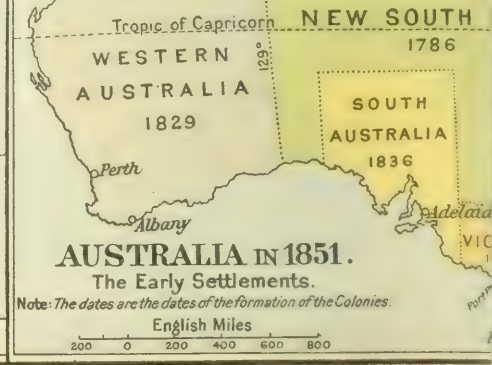 Tropic of Capricorn
NEW SOUTH
1786
129°
WESTERN
AUSTRALIA
1829
SOUTH
AUSTRALIA
1836
Perth
Albany
Adelaid
VIC
AUSTRALIA IN 1851.
The Early Settlements.
Note: The dates are the dates of the formation of the Colonies.
English Miles
200 0 200 400 600 800